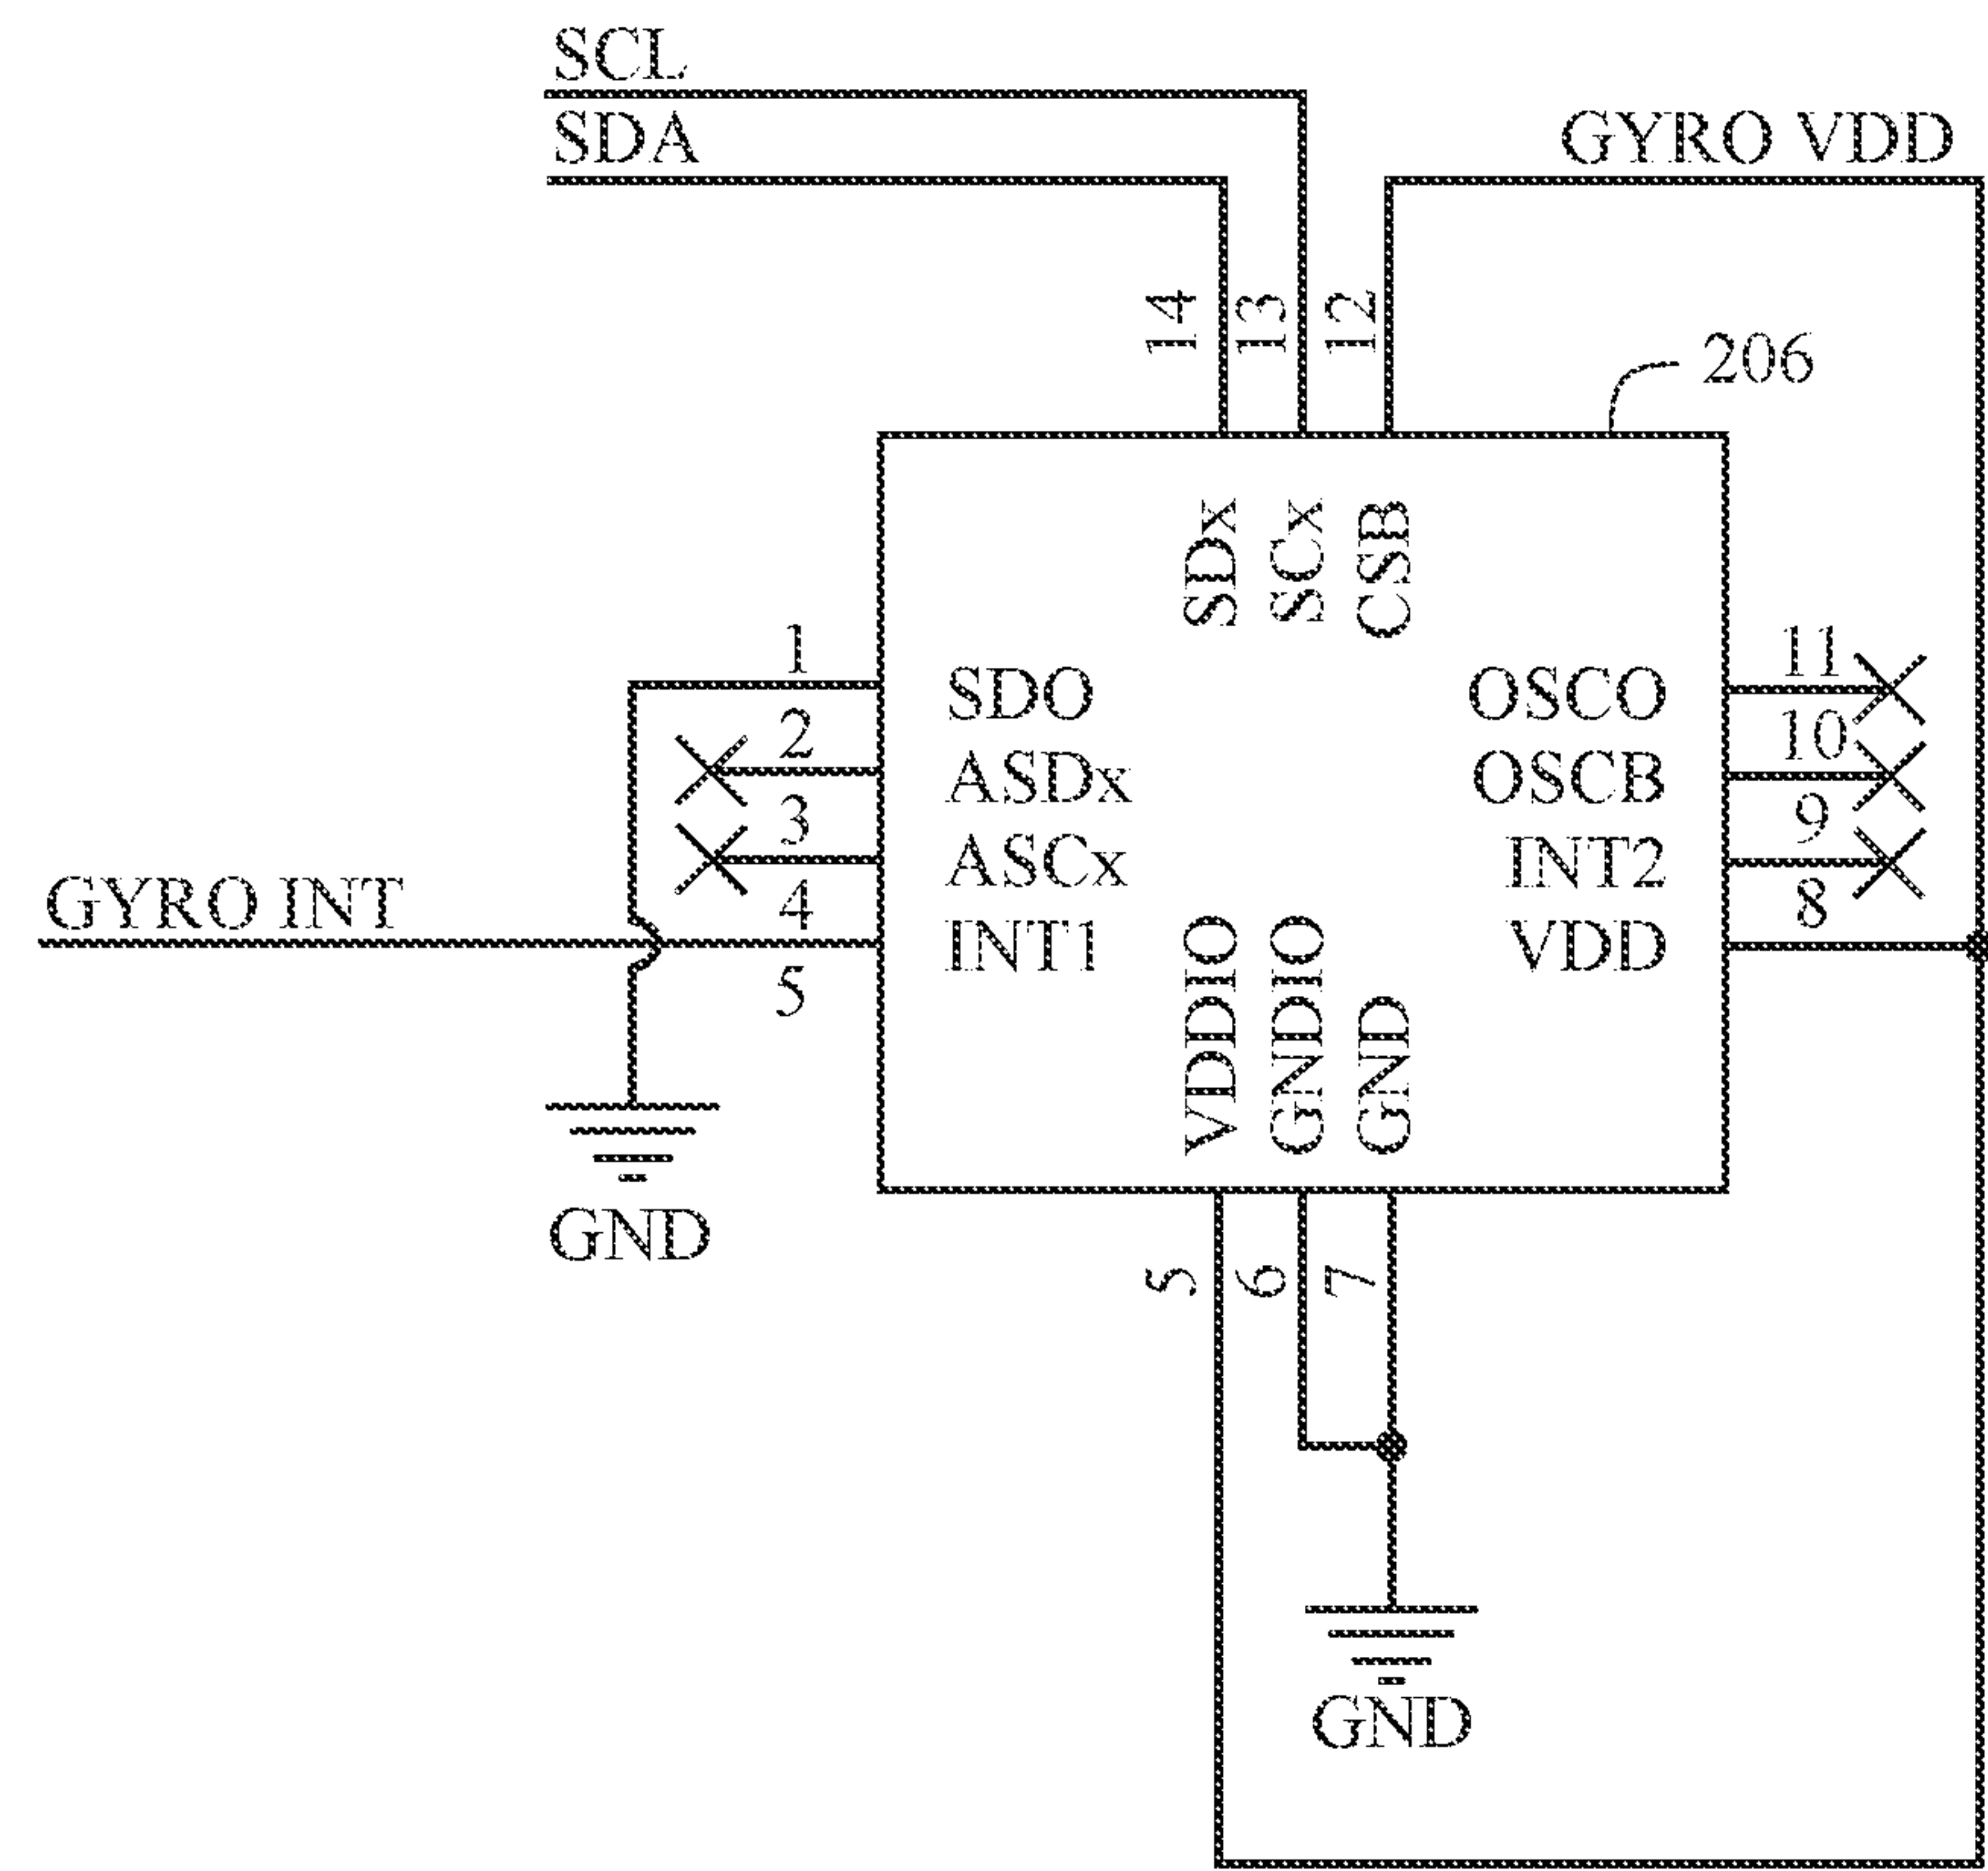 SCL
SDA
GYRO VDD
14
13
12
206
SDx
SCx
CSB
1
SDO
OSCO
11
2
ASDx
OSCB
10
3
ASCx
INT2
9
GYRO INT
4
INT1
VDD
8
5
VDDIO
GNDIO
GND
GND
5
6
7
GND